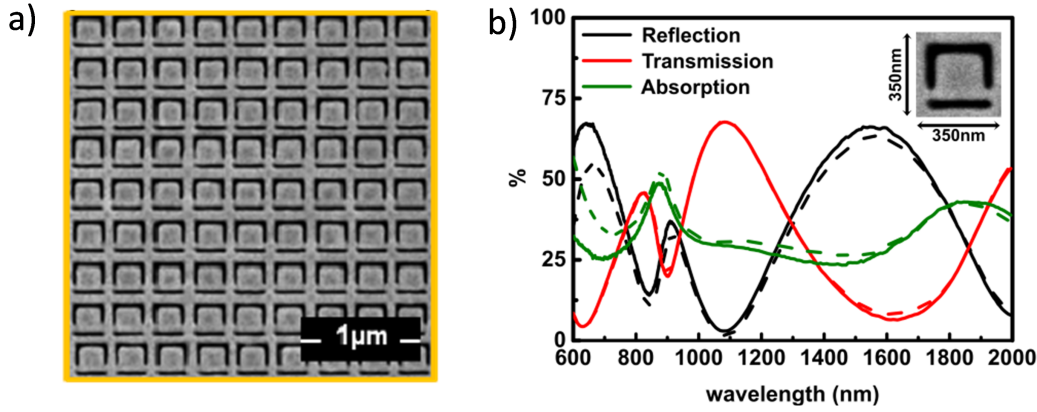 a)
1μm
b)
100
75
50
25
0
%
Reflection
Transmission
Absorption
350nm
350nm
600 800 1000 1200 1400 1600 1800 2000
wavelength (nm)